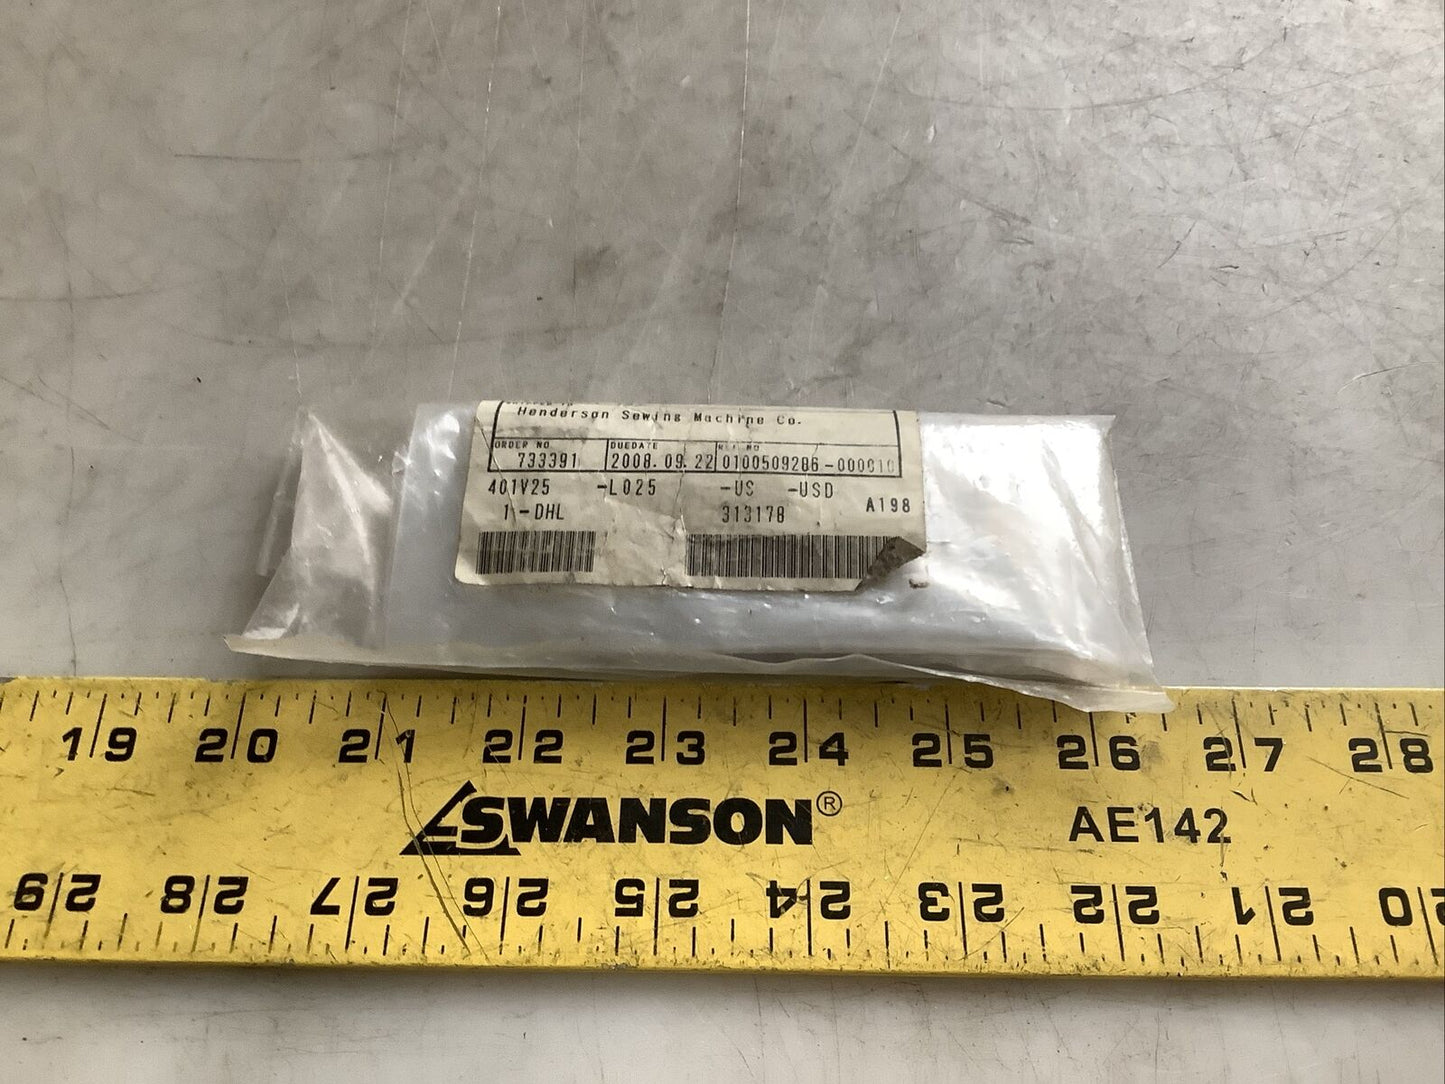 Henderson Sewing Machine Co.
ORDER NO DUEDATE REF NO
733391 2008.09.22 0100509286-000010
401V25 -L025 -US -USD
1 -DHL 313178 A198
19 20 21 22 23 24 25 26 27 28
SWANSON® AE142
29 28 27 26 25 24 23 22 21 20